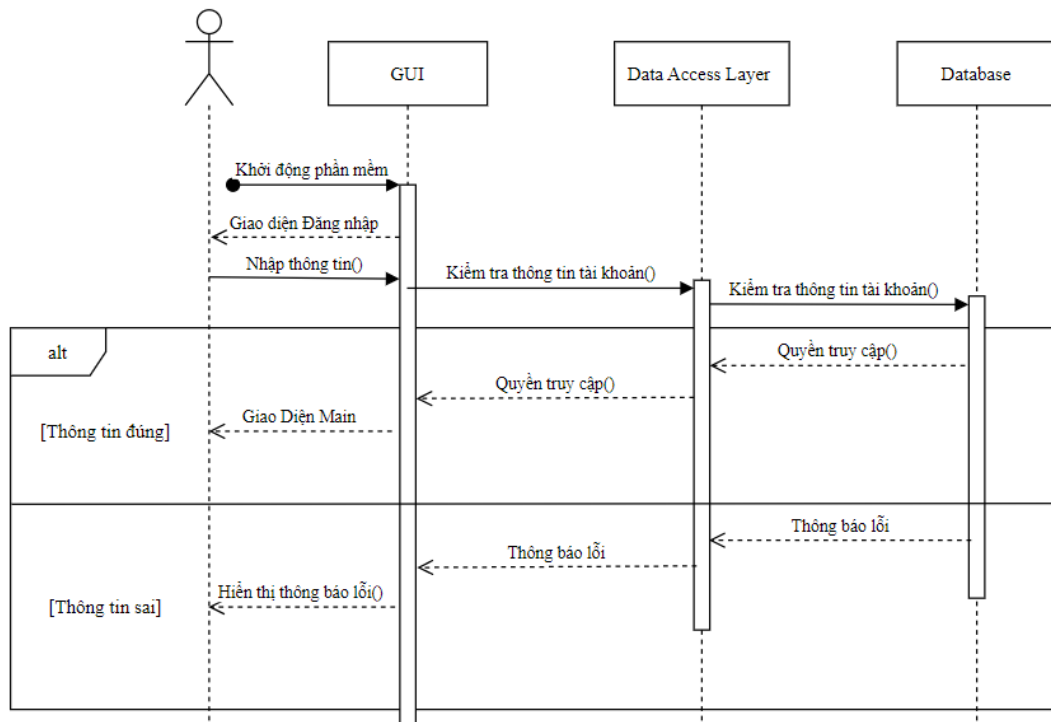 GUI
Data Access Layer
Database
Khởi động phần mềm
Giao diện Đăng nhập
Nhập thông tin()
Kiểm tra thông tin tài khoản()
Kiểm tra thông tin tài khoản()
alt
Quyền truy cập()
Quyền truy cập()
Giao Diện Main
[Thông tin đúng]
Thông báo lỗi
Thông báo lỗi
Hiển thị thông báo lỗi()
[Thông tin sai]